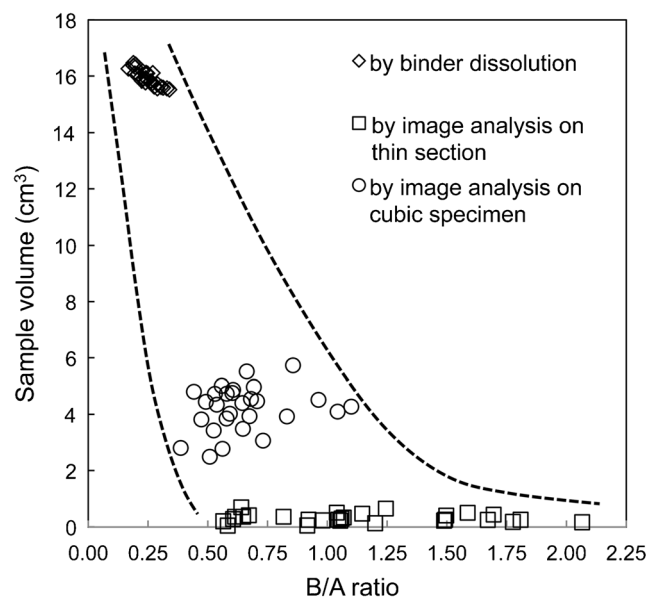 18
16
14
12
10
8
6
4
2
0
Sample volume (cm³)
by binder dissolution
by image analysis on
thin section
by image analysis on
cubic specimen
0.00 0.25 0.50 0.75 1.00 1.25 1.50 1.75 2.00 2.25
B/A ratio